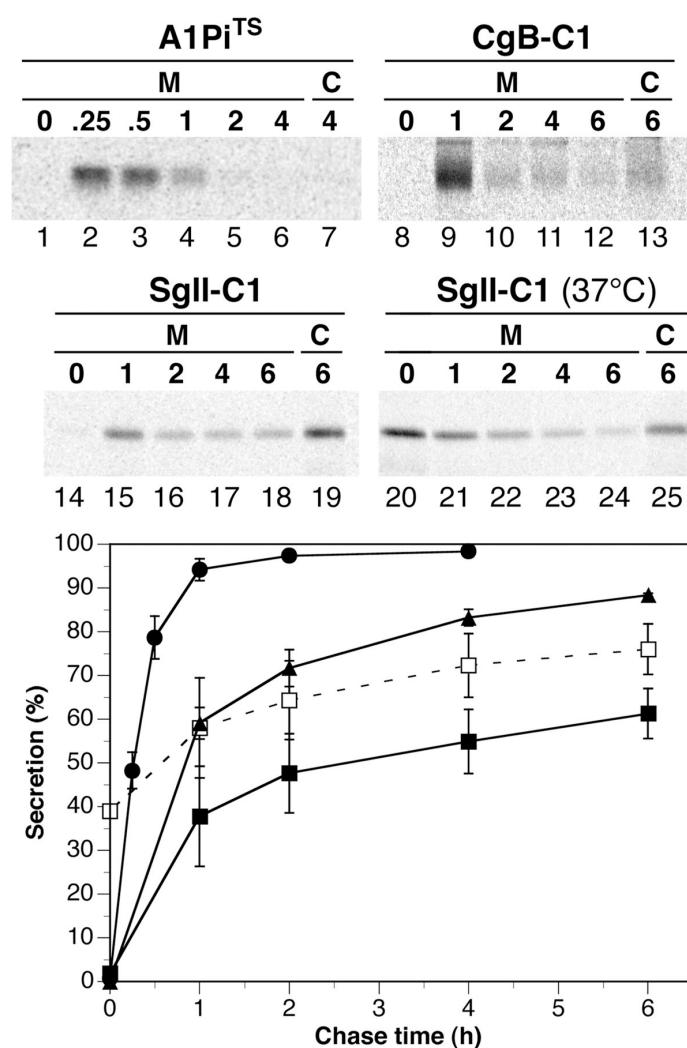 A1Pi^TS CgB-C1
M C M C
0 .25 .5 1 2 4 4 0 1 2 4 6 6
1 2 3 4 5 6 7 8 9 10 11 12 13
SgII-C1 SgII-C1 (37°C)
M C M C
0 1 2 4 6 6 0 1 2 4 6 6
14 15 16 17 18 19 20 21 22 23 24 25
100
90
80
70
60
50
40
30
20
10
0
Secretion (%)
0 1 2 3 4 5 6
Chase time (h)